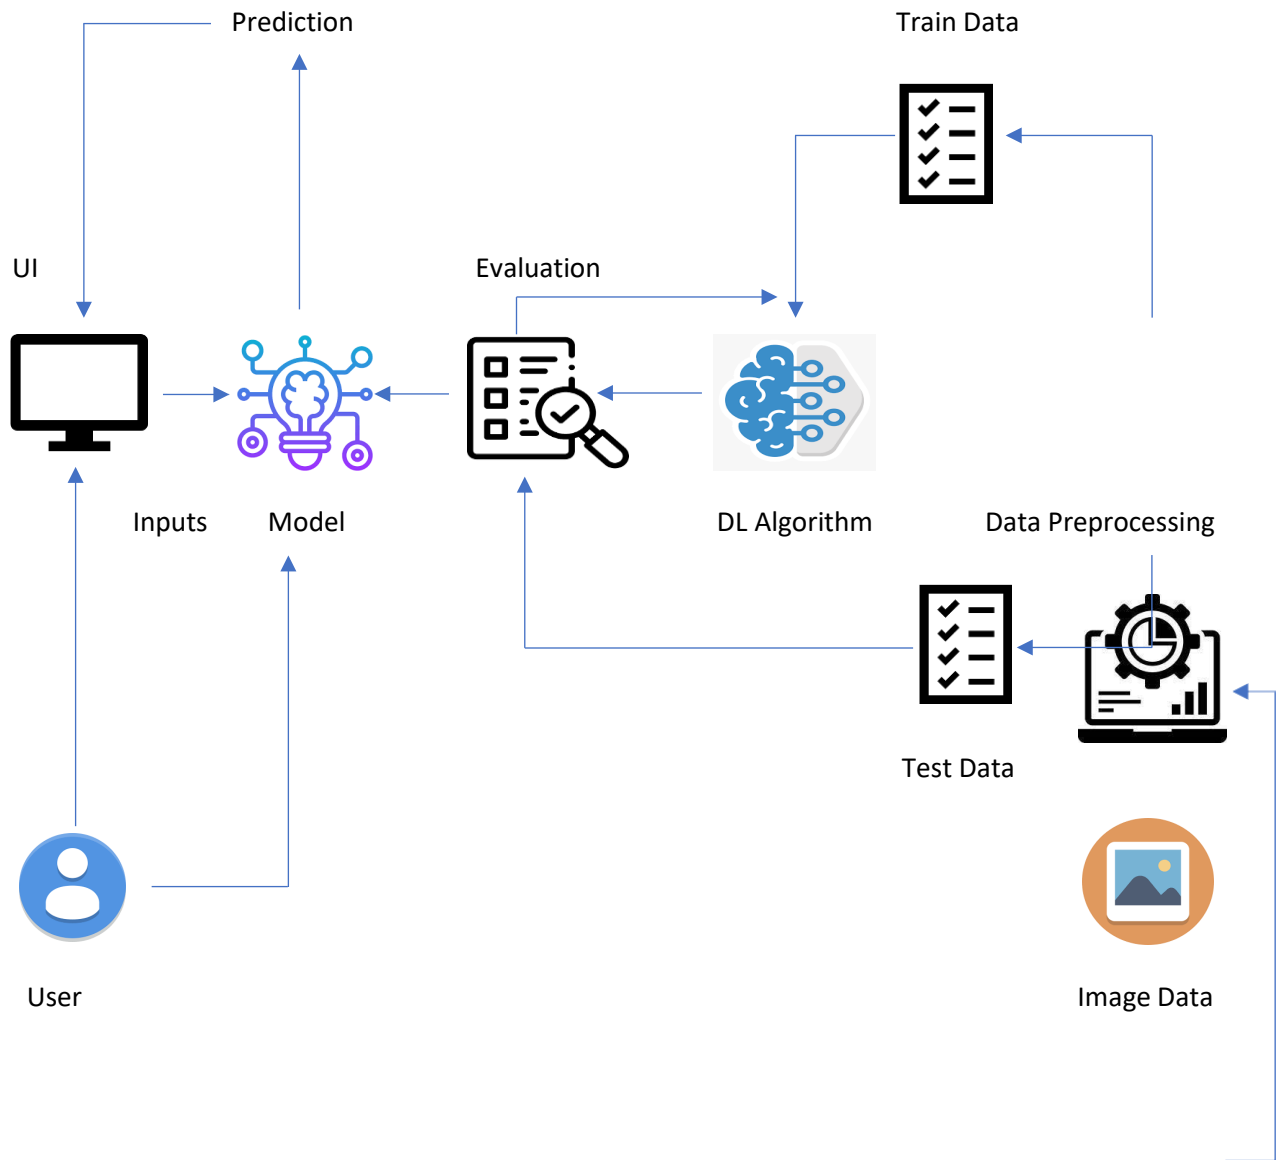 Prediction
Train Data
UI
Evaluation
Inputs
Model
DL Algorithm
Data Preprocessing
Test Data
User
Image Data